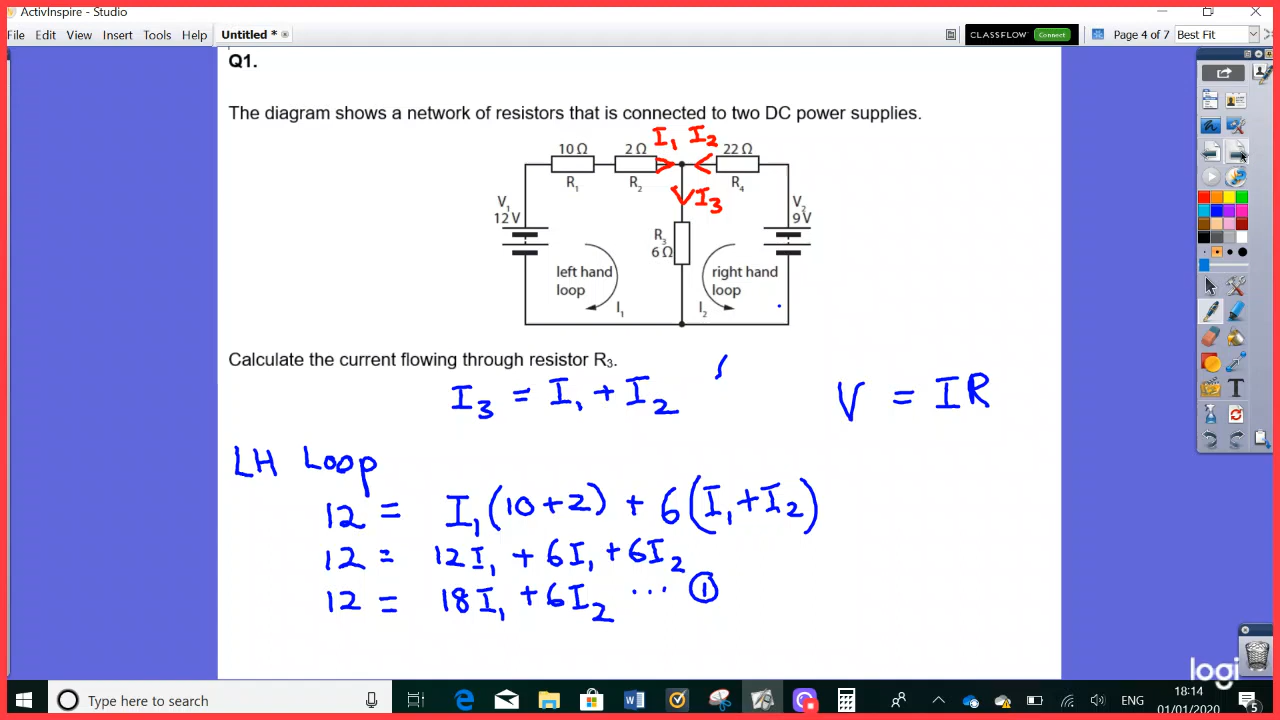 ActivInspire - Studio
File Edit View Insert Tools Help Untitled *
CLASSFLOW Connect Page 4 of 7 Best Fit
Q1.
The diagram shows a network of resistors that is connected to two DC power supplies.
I₁ I₂
10 Ω 2 Ω 22 Ω
R₁ R₂ R₄
I₃
V₁ 12 V
R₃ 6 Ω
V₂ 9 V
left hand loop
right hand loop
I₁ I₂
Calculate the current flowing through resistor R₃.
I₃ = I₁ + I₂ V = IR
LH Loop
12 = I₁(10+2) + 6(I₁+I₂)
12 = 12I₁ + 6I₁ + 6I₂
12 = 18I₁ + 6I₂ ... ①
logi
Type here to search
ENG
18:14
01/01/2020
5